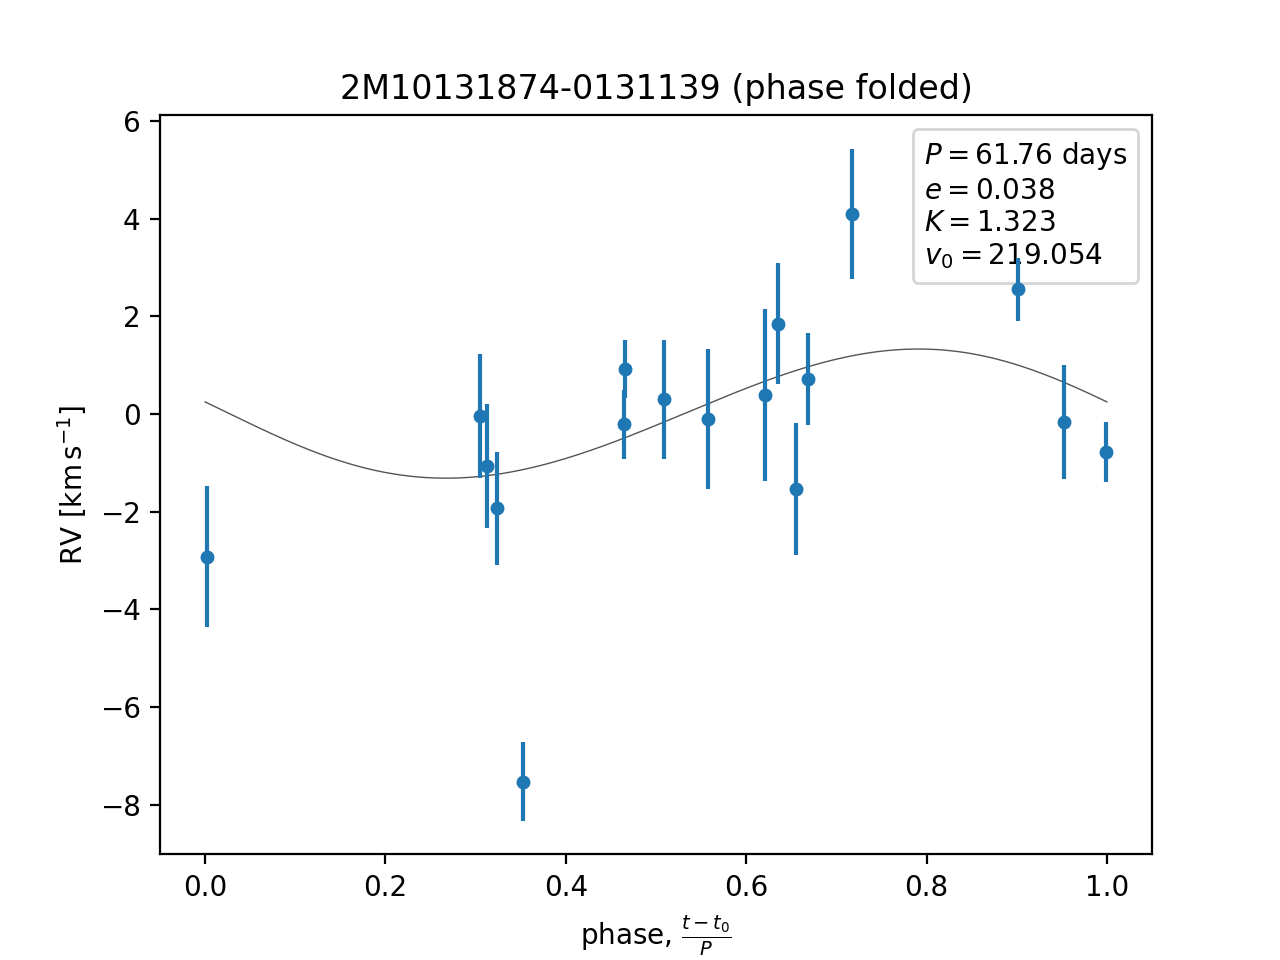 2M10131874-0131139 (phase folded)
P = 61.76 days
e = 0.038
K = 1.323
v₀ = 219.054
6
4
2
0
−2
−4
−6
−8
RV [km s⁻¹]
0.0 0.2 0.4 0.6 0.8 1.0
phase, (t − t₀)/P